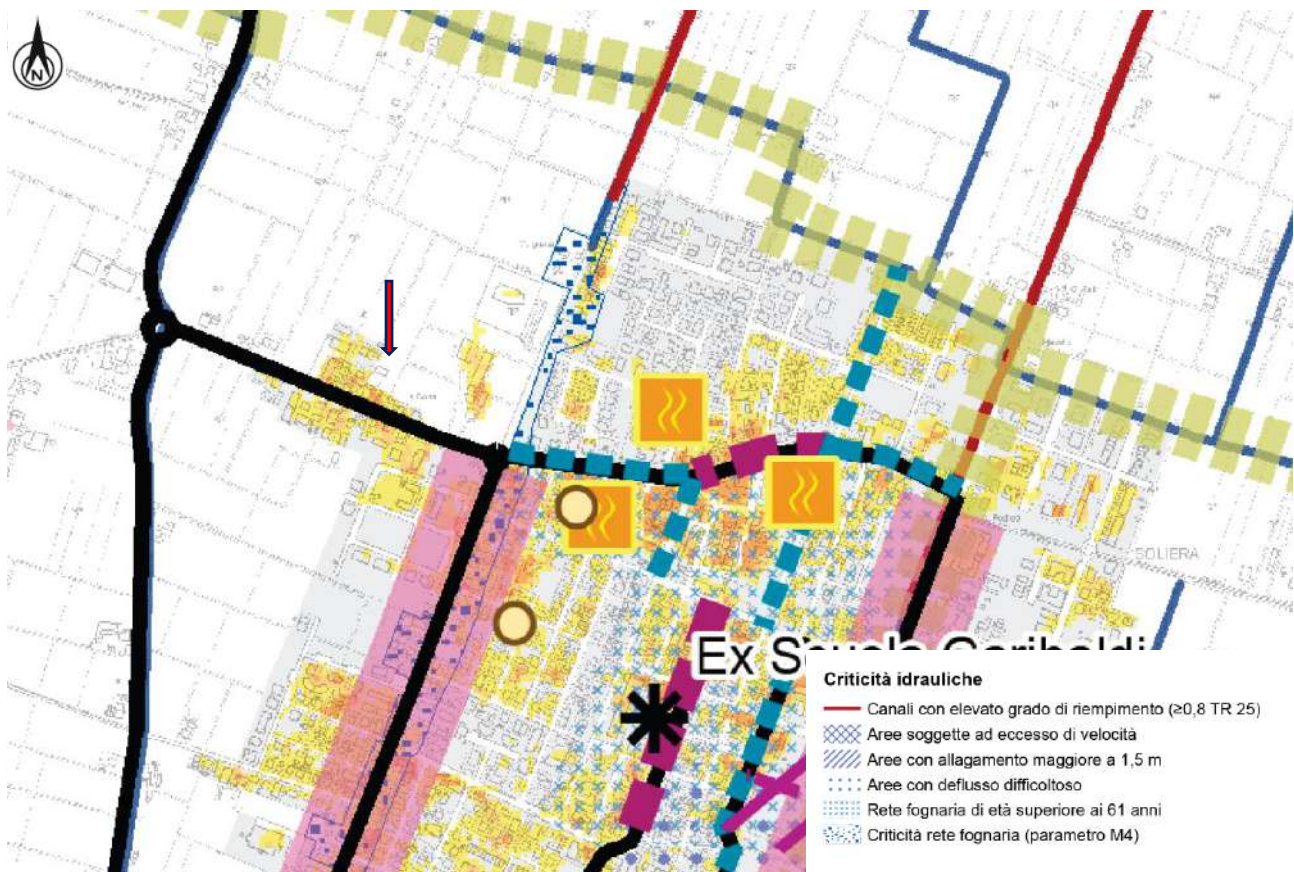 N
SOLIERA
Ex Scuola Garibaldi
Criticità idrauliche
Canali con elevato grado di riempimento (≥0,8 TR 25)
Aree soggette ad eccesso di velocità
Aree con allagamento maggiore a 1,5 m
Aree con deflusso difficoltoso
Rete fognaria di età superiore ai 61 anni
Criticità rete fognaria (parametro M4)